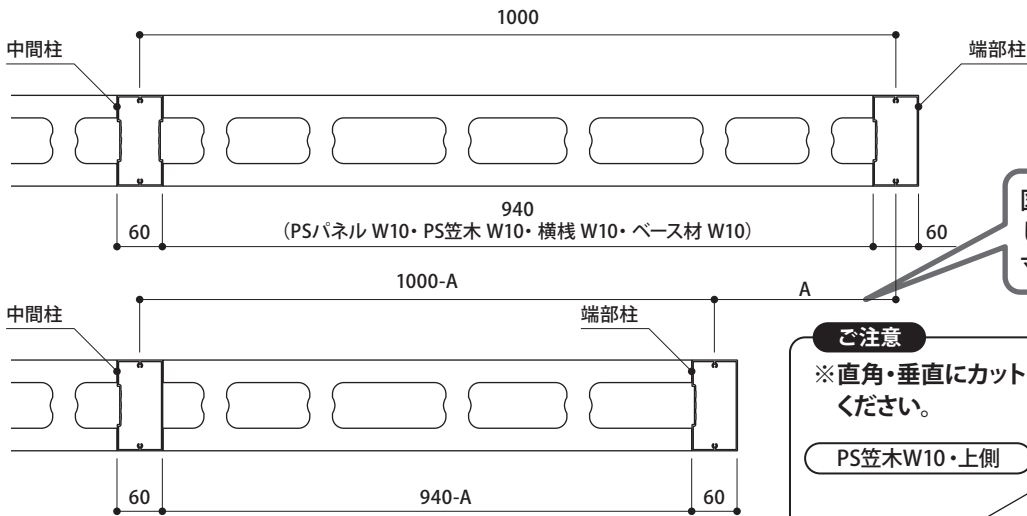 1000
中間柱
端部柱
940
(PSパネル W10・PS笠木 W10・横桟 W10・ベース材 W10)
60
60
1000-A
A
中間柱
端部柱
60
940-A
60
ご注意
※直角・垂直にカット
ください。
PS笠木W10・上側